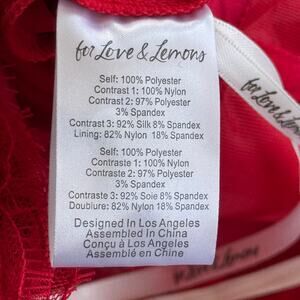 for Love & Lemons
Self: 100% Polyester
Contrast 1: 100% Nylon
Contrast 2: 97% Polyester
3% Spandex
Contrast 3: 92% Silk 8% Spandex
Lining: 82% Nylon 18% Spandex
Self: 100% Polyester
Contraste 1: 100% Nylon
Contraste 2: 97% Polyester
3% Spandex
Contraste 3: 92% Soie 8% Spandex
Doublure: 82% Nylon 18% Spandex
Designed In Los Angeles
Assembled In China
Conçu à Los Angeles
Assemblé en Chine
for Love & Lemons
for Love & Lemons